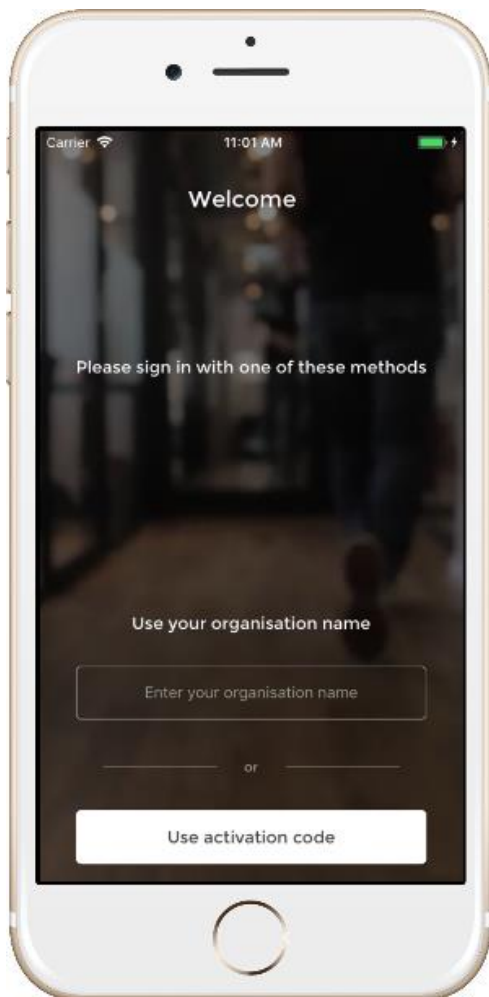 Carrier 11:01 AM
Welcome
Please sign in with one of these methods
Use your organisation name
Enter your organisation name
or
Use activation code